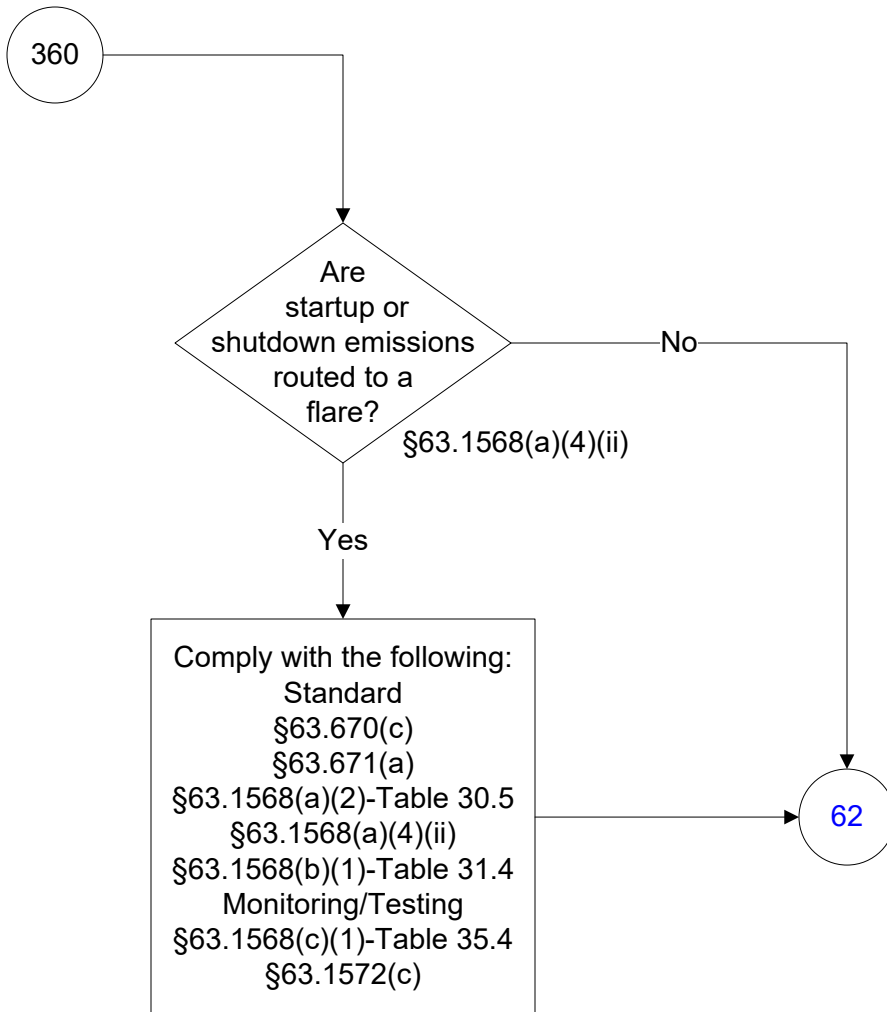 360
Are
startup or
shutdown emissions
routed to a
flare?
No
§63.1568(a)(4)(ii)
Yes
Comply with the following:
Standard
§63.670(c)
§63.671(a)
§63.1568(a)(2)-Table 30.5
§63.1568(a)(4)(ii)
§63.1568(b)(1)-Table 31.4
Monitoring/Testing
§63.1568(c)(1)-Table 35.4
§63.1572(c)
62